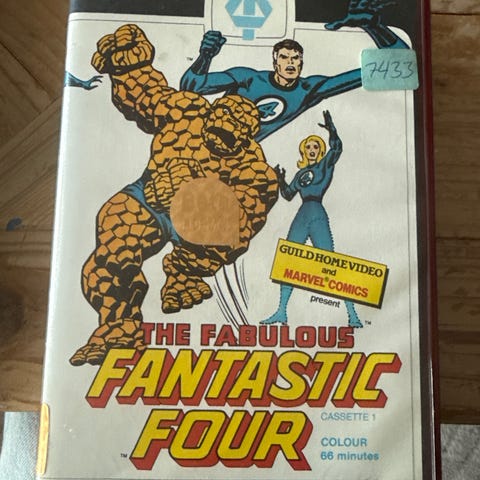 7433
GUILD HOME VIDEO
and
MARVEL® COMICS
present
THE FABULOUS
FANTASTIC
FOUR
CASSETTE 1
COLOUR
66 minutes